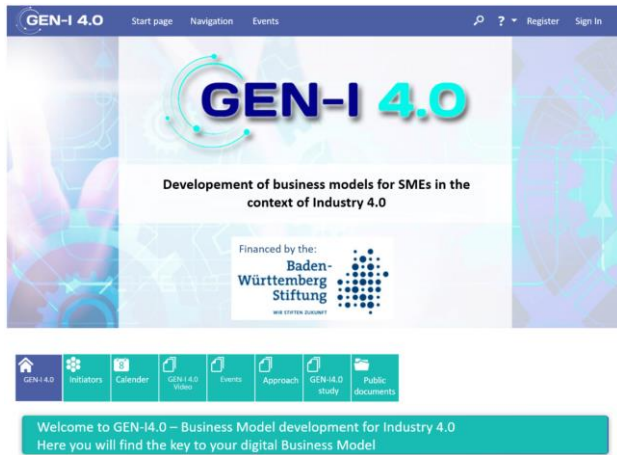 GEN-I 4.0 Start page Navigation Events ? Register Sign In
GEN-I 4.0
Developement of business models for SMEs in the
context of Industry 4.0
Financed by the:
Baden-
Württemberg
Stiftung
WIR STIFTEN ZUKUNFT
GEN-I 4.0
Initiators
8
Calender
GEN-I 4.0
Video
Events
Approach
GEN-I4.0
study
Public
documents
Welcome to GEN-I4.0 – Business Model development for Industry 4.0
Here you will find the key to your digital Business Model